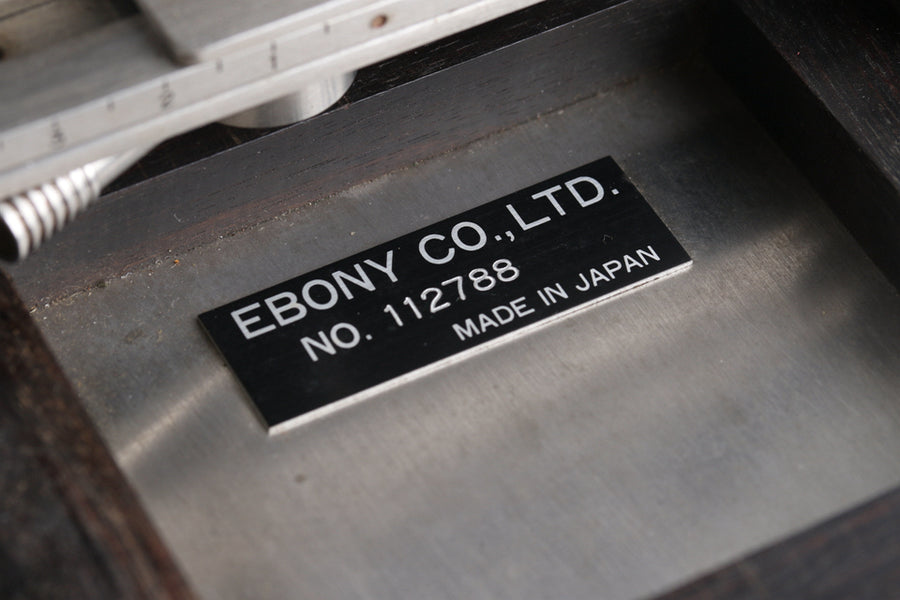 EBONY CO.,LTD.
NO. 112788
MADE IN JAPAN